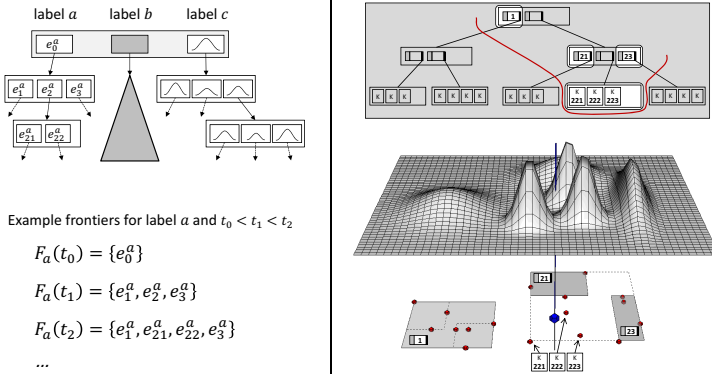 label a label b label c
e_0^a
e_1^a e_2^a e_3^a
e_21^a e_22^a
Example frontiers for label a and t_0 < t_1 < t_2
F_a(t_0) = {e_0^a}
F_a(t_1) = {e_1^a, e_2^a, e_3^a}
F_a(t_2) = {e_1^a, e_21^a, e_22^a, e_3^a}
...
1
21 23
K K K K K K K K K K K K K K K K K
221 222 223
21
1
23
K K K
221 222 223